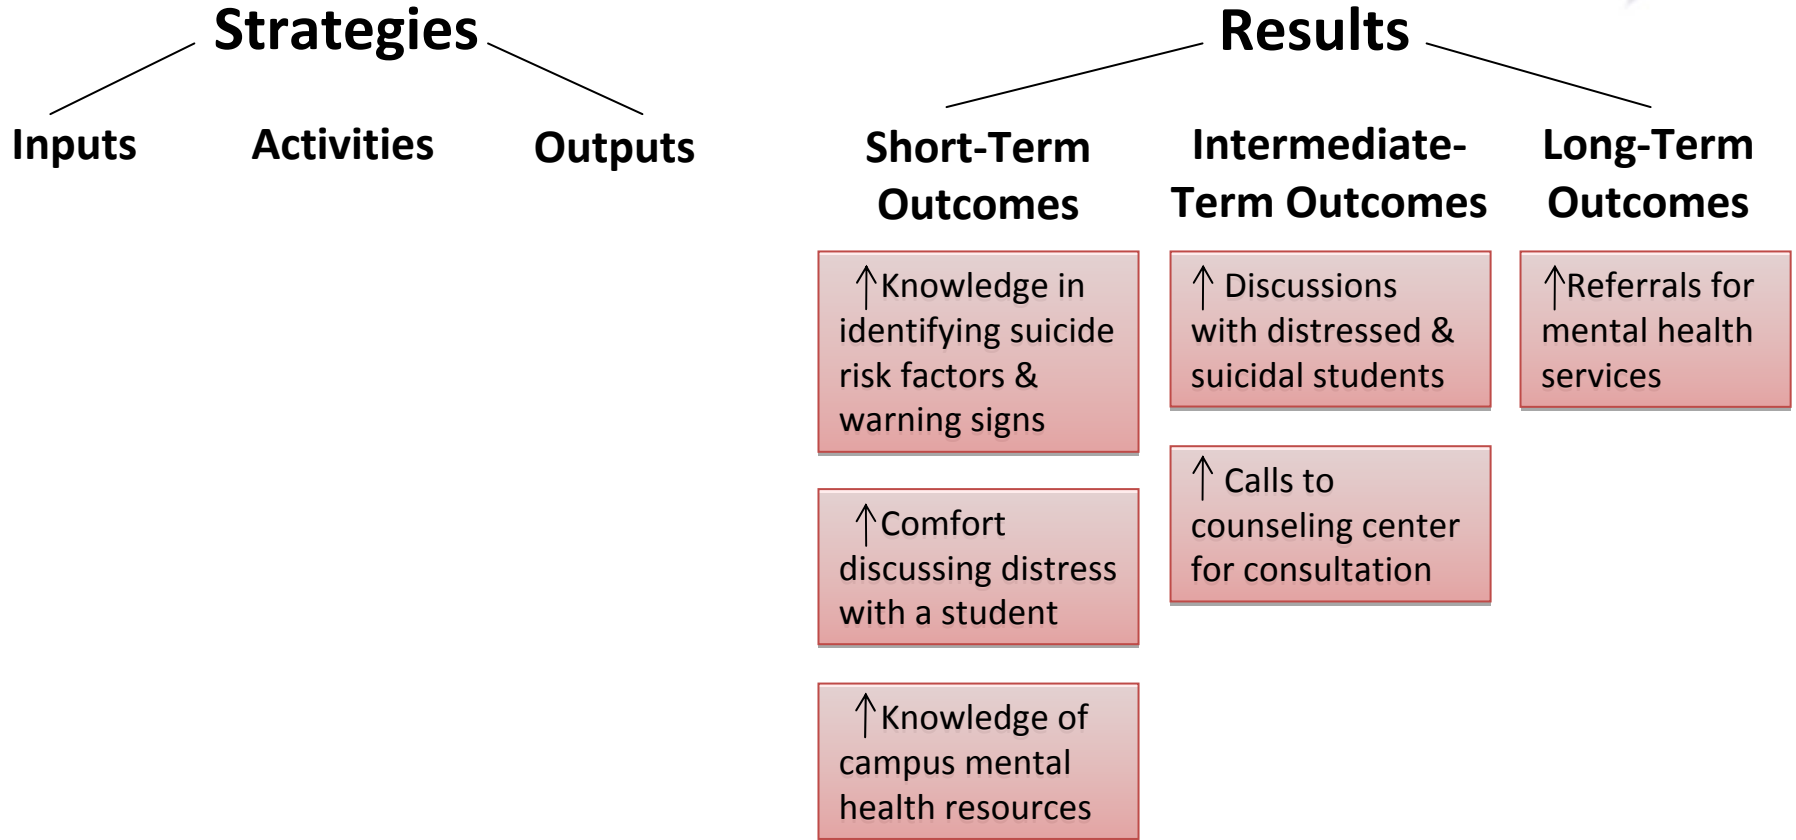 Strategies
Results
Inputs
Activities
Outputs
Short-Term
Outcomes
Intermediate-
Term Outcomes
Long-Term
Outcomes
↑Knowledge in
identifying suicide
risk factors &
warning signs
↑Comfort
discussing distress
with a student
↑Knowledge of
campus mental
health resources
↑ Discussions
with distressed &
suicidal students
↑ Calls to
counseling center
for consultation
↑Referrals for
mental health
services